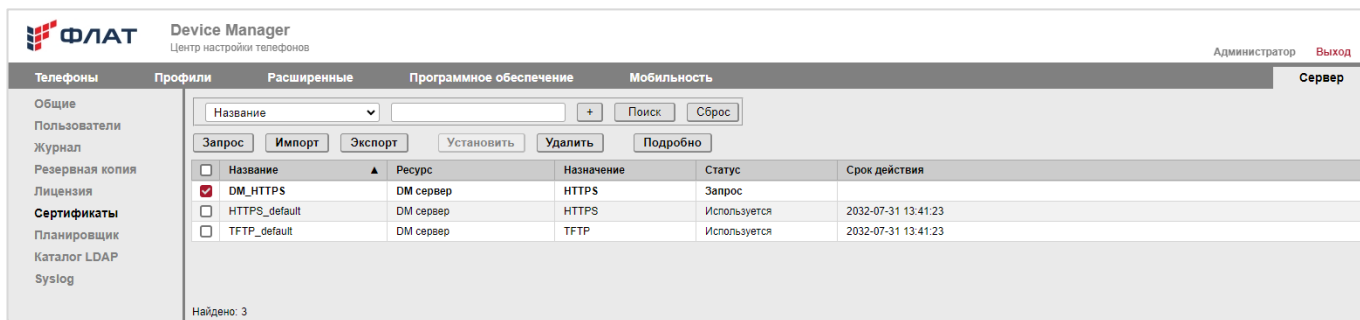 ФЛАТ
Device Manager
Центр настройки телефонов
Администратор Выход
Телефоны Профили Расширенные Программное обеспечение Мобильность Сервер
Общие
Пользователи
Журнал
Резервная копия
Лицензия
Сертификаты
Планировщик
Каталог LDAP
Syslog
Название + Поиск Сброс
Запрос Импорт Экспорт Установить Удалить Подробно
Название ▲ Ресурс Назначение Статус Срок действия
DM_HTTPS DM сервер HTTPS Запрос
HTTPS_default DM сервер HTTPS Используется 2032-07-31 13:41:23
TFTP_default DM сервер TFTP Используется 2032-07-31 13:41:23
Найдено: 3